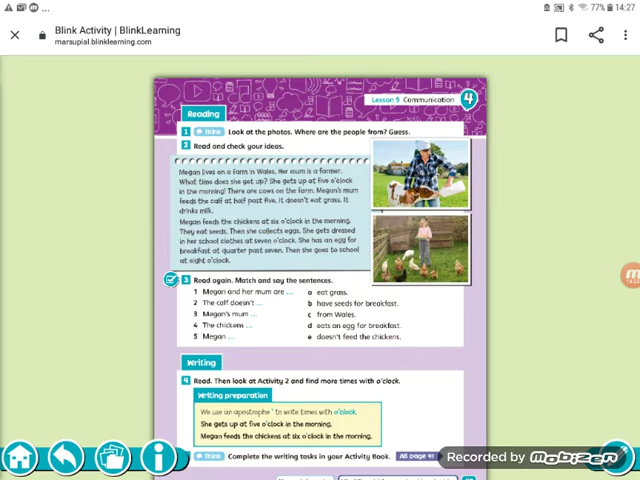 77% 14:27
Blink Activity | BlinkLearning
marsupial.blinklearning.com
Lesson 9 Communication 4
Reading
1 Think Look at the photos. Where are the people from? Guess.
2 Read and check your ideas.
Megan lives on a farm in Wales. Her mum is a farmer.
What time does she get up? She gets up at five o'clock
in the morning! There are cows on the farm. Megan's mum
feeds the calf at half past five. It doesn't eat grass. It
drinks milk.
Megan feeds the chickens at six o'clock in the morning.
They eat seeds. Then she collects eggs. She gets dressed
in her school clothes at seven o'clock. She has an egg for
breakfast at quarter past seven. Then she goes to school
at eight o'clock.
3 Read again. Match and say the sentences.
1 Megan and her mum are ... a eat grass.
2 The calf doesn't ... b have seeds for breakfast.
3 Megan's mum ... c from Wales.
4 The chickens ... d eats an egg for breakfast.
5 Megan ... e doesn't feed the chickens.
Writing
4 Read. Then look at Activity 2 and find more times with o'clock.
Writing preparation
We use an apostrophe ' to write times with o'clock.
She gets up at five o'clock in the morning.
Megan feeds the chickens at six o'clock in the morning.
Think Complete the writing tasks in your Activity Book. AB page 41
Recorded by MOBIZEN